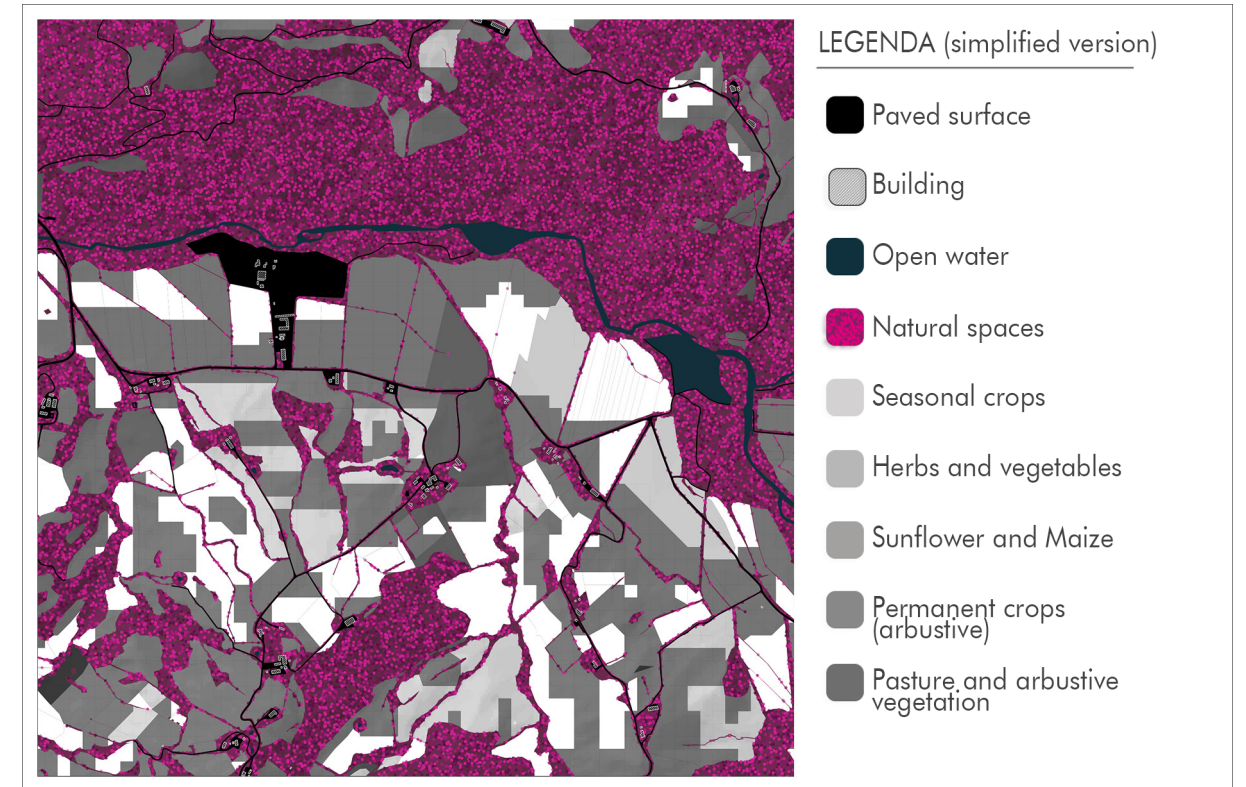 LEGENDA (simplified version)
Paved surface
Building
Open water
Natural spaces
Seasonal crops
Herbs and vegetables
Sunflower and Maize
Permanent crops
(arbustive)
Pasture and arbustive
vegetation